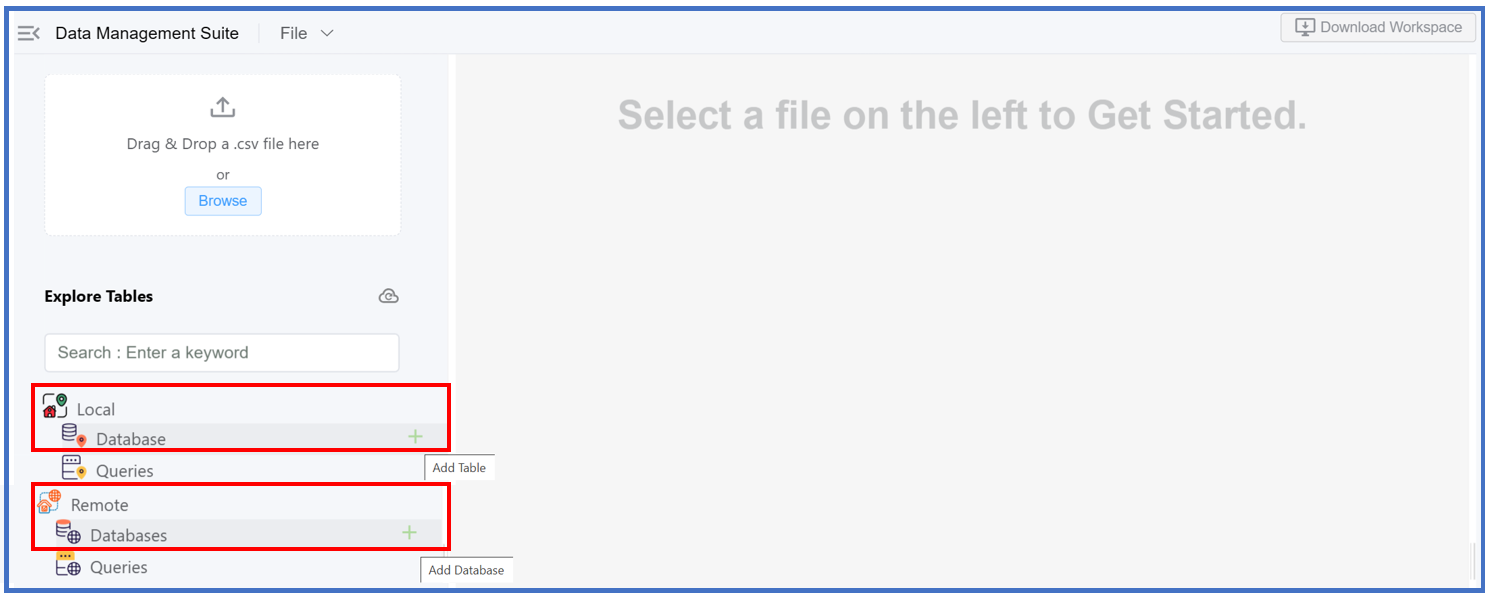 Data Management Suite
File
Download Workspace
Drag & Drop a .csv file here
or
Browse
Select a file on the left to Get Started.
Explore Tables
Search : Enter a keyword
Local
Database
Add Table
Queries
Remote
Databases
Add Database
Queries